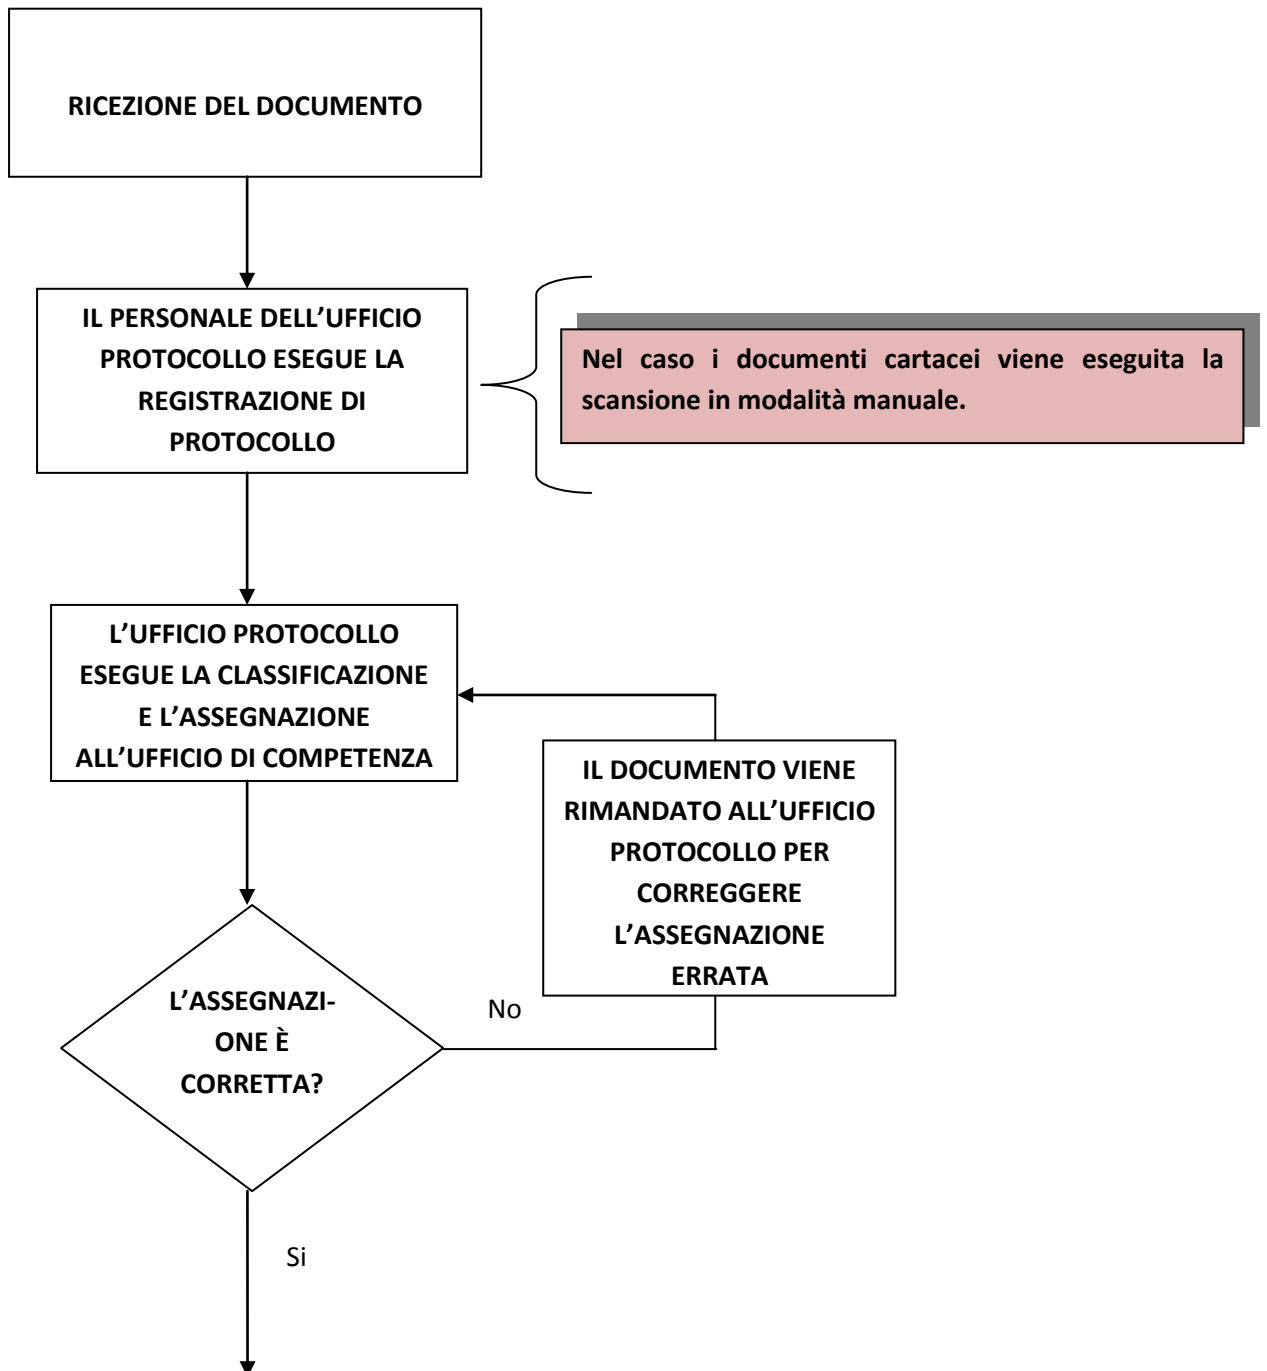 RICEZIONE DEL DOCUMENTO
IL PERSONALE DELL’UFFICIO
PROTOCOLLO ESEGUE LA
REGISTRAZIONE DI
PROTOCOLLO
Nel caso i documenti cartacei viene eseguita la
scansione in modalità manuale.
L’UFFICIO PROTOCOLLO
ESEGUE LA CLASSIFICAZIONE
E L’ASSEGNAZIONE
ALL’UFFICIO DI COMPETENZA
IL DOCUMENTO VIENE
RIMANDATO ALL’UFFICIO
PROTOCOLLO PER
CORREGGERE
L’ASSEGNAZIONE
ERRATA
L’ASSEGNAZI-
ONE È
CORRETTA?
No
Si